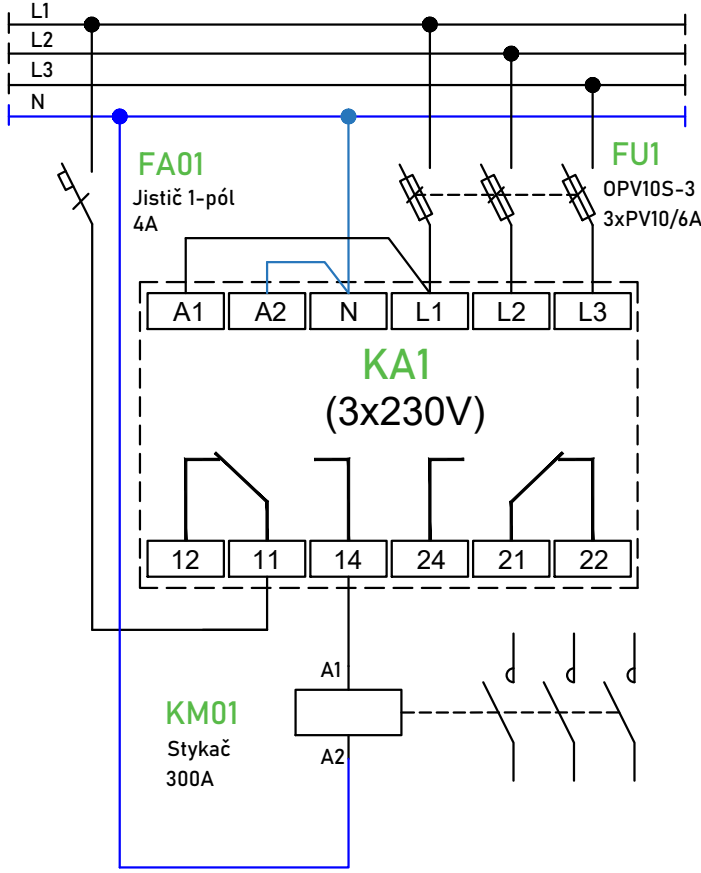 L1
L2
L3
N
FA01
Jistič 1-pól
4A
FU1
OPV10S-3
3xPV10/6A
A1
A2
N
L1
L2
L3
KA1
(3x230V)
12
11
14
24
21
22
A1
KM01
Stykač
300A
A2